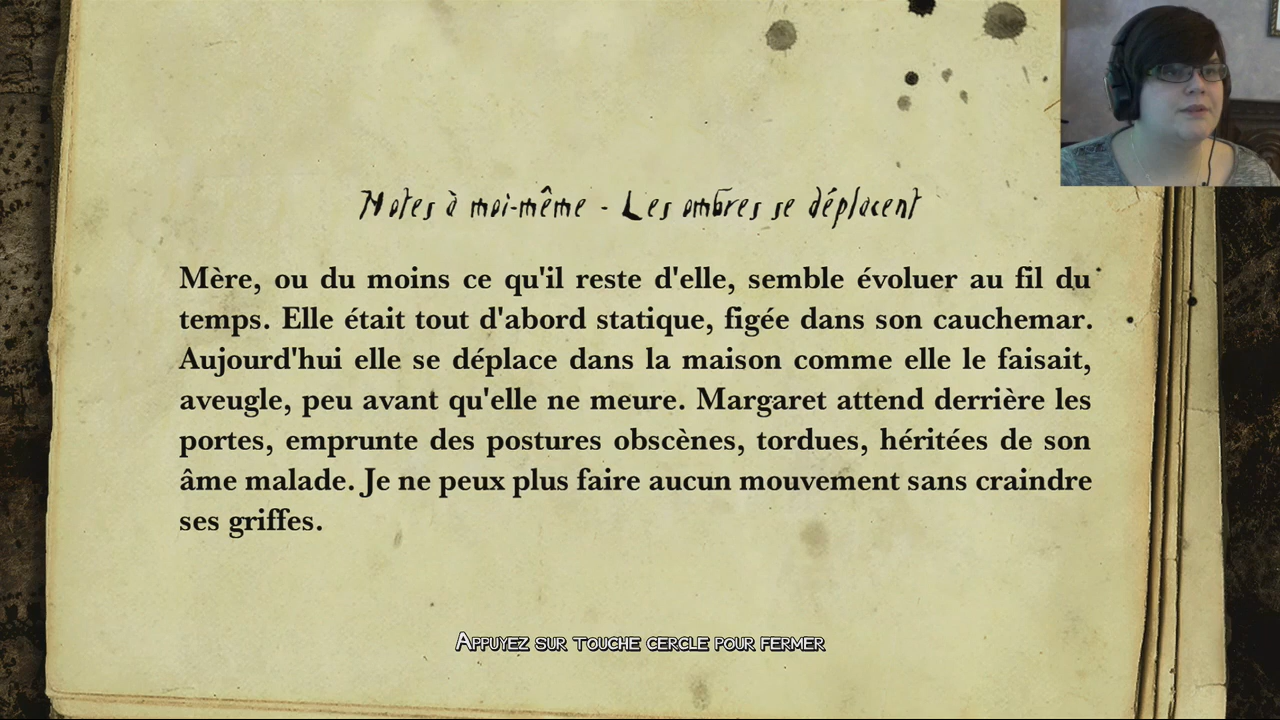 Notes à moi-même - Les ombres se déplacent
Mère, ou du moins ce qu'il reste d'elle, semble évoluer au fil du
temps. Elle était tout d'abord statique, figée dans son cauchemar.
Aujourd'hui elle se déplace dans la maison comme elle le faisait,
aveugle, peu avant qu'elle ne meure. Margaret attend derrière les
portes, emprunte des postures obscènes, tordues, héritées de son
âme malade. Je ne peux plus faire aucun mouvement sans craindre
ses griffes.
Appuyez sur touche cercle pour fermer